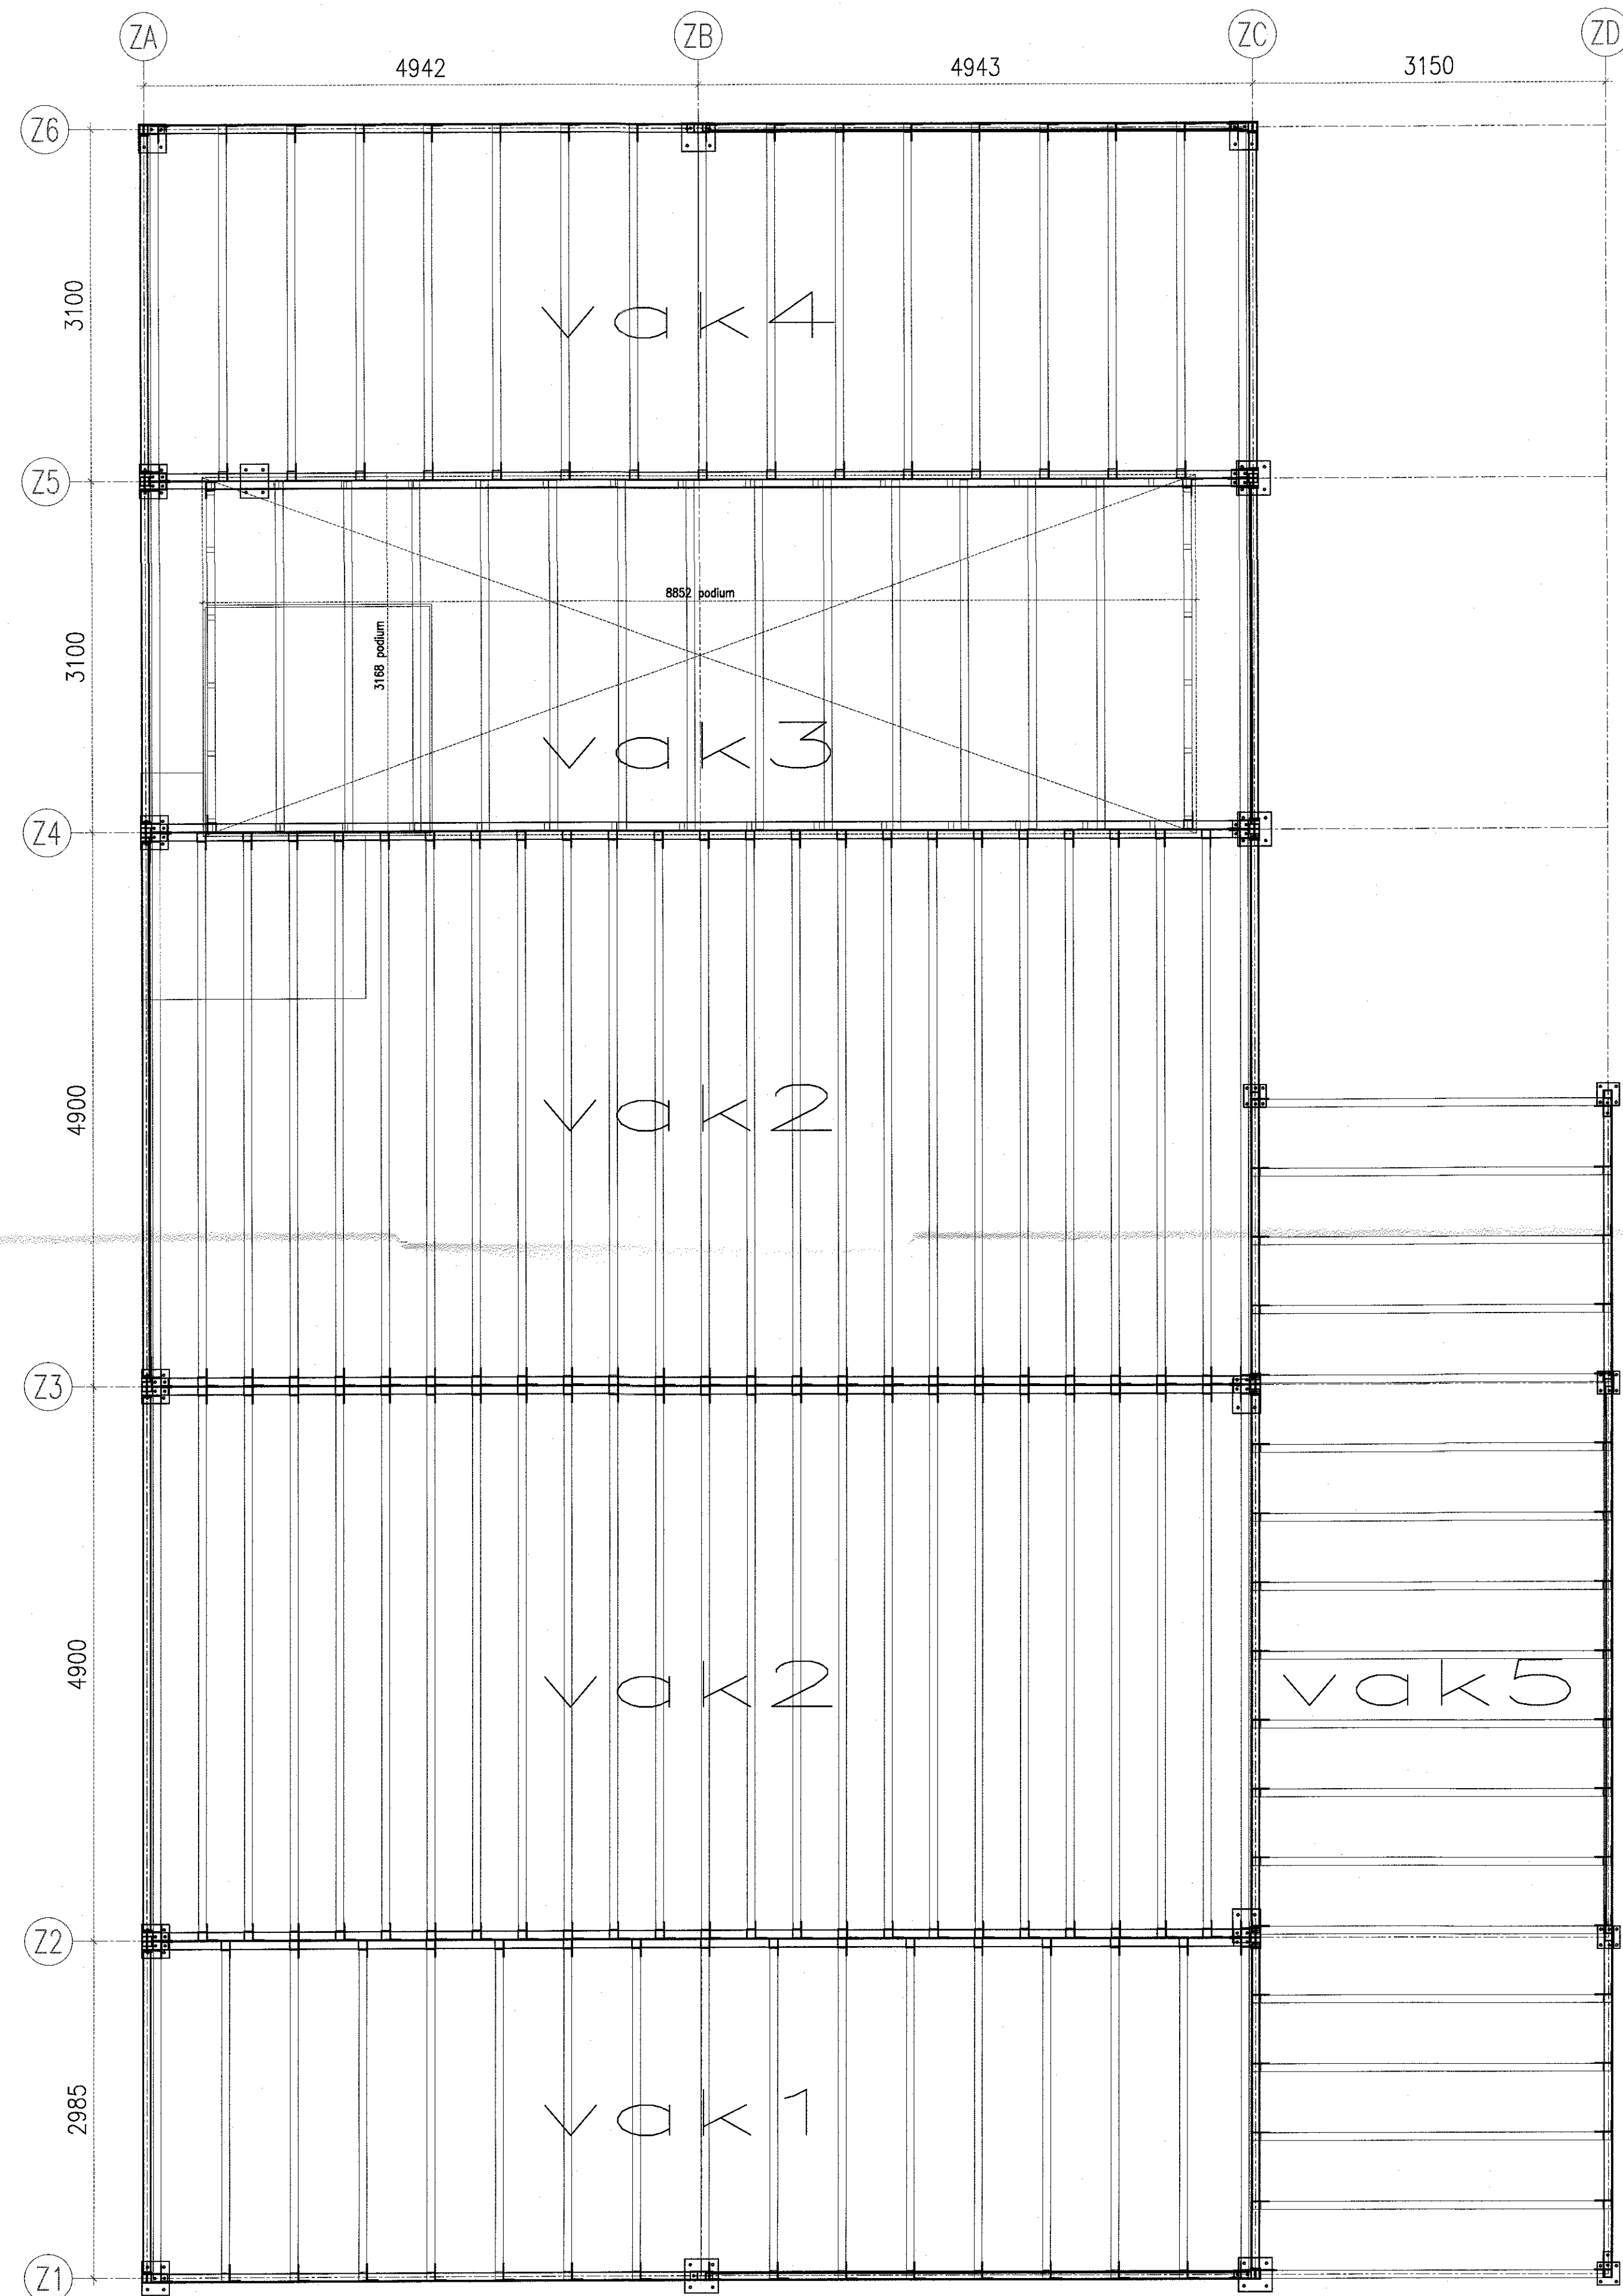 ZA ZB ZC ZD
4942 4943 3150
Z6
3100
vak4
Z5
8852 podium
3168 podium
3100
vak3
Z4
4900
vak2
Z3
4900
vak2
vak5
Z2
2985
vak1
Z1